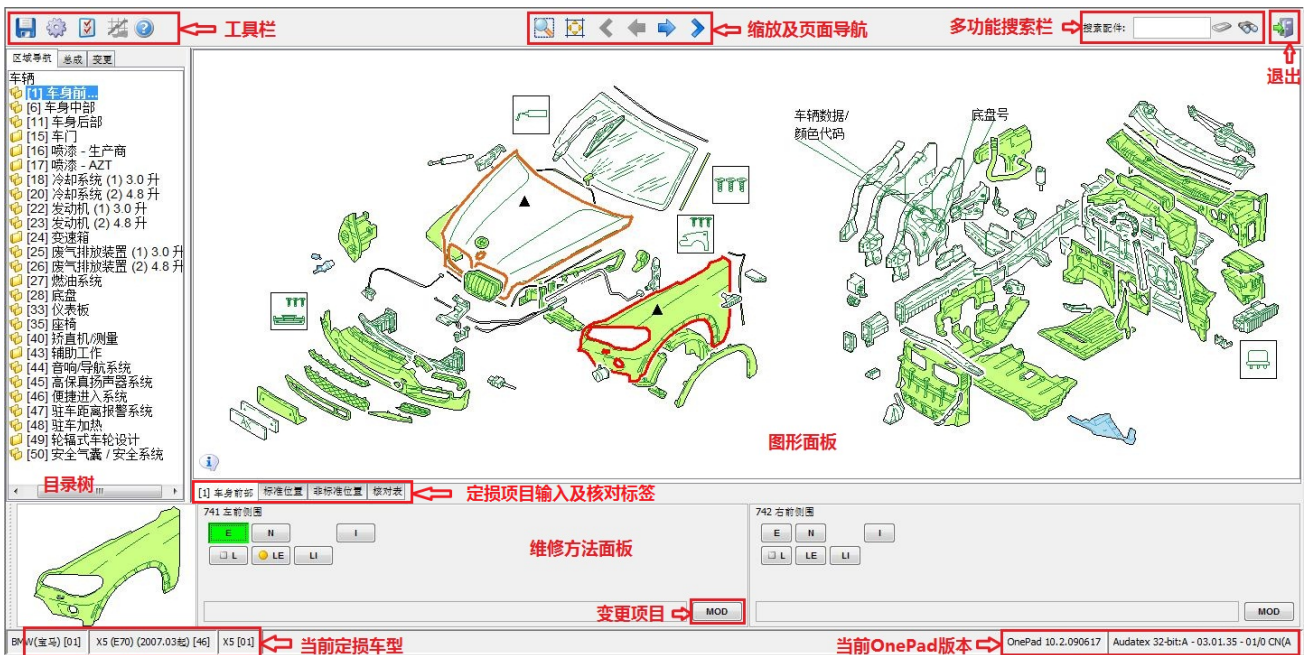 工具栏
缩放及页面导航
多功能搜索栏
搜索配件:
退出
区域导航 总成 变更
车辆
[1] 车身前...
[6] 车身中部
[11] 车身后部
[15] 车门
[16] 喷漆 - 生产商
[17] 喷漆 - AZT
[18] 冷却系统 (1) 3.0 升
[20] 冷却系统 (2) 4.8 升
[22] 发动机 (1) 3.0 升
[23] 发动机 (2) 4.8 升
[24] 变速箱
[25] 废气排放装置 (1) 3.0 升
[26] 废气排放装置 (2) 4.8 升
[27] 燃油系统
[28] 底盘
[33] 仪表板
[35] 座椅
[40] 矫直机/测量
[43] 辅助工作
[44] 音响/导航系统
[45] 高保真扬声器系统
[46] 便捷进入系统
[47] 驻车距离报警系统
[48] 驻车加热
[49] 轮辐式车轮设计
[50] 安全气囊 / 安全系统
目录树
车辆数据/
颜色代码
底盘号
AX
图形面板
[1] 车身前部 标准位置 非标准位置 核对表
定损项目输入及核对标签
741 左前侧围
E N I
L LE LI
维修方法面板
变更项目
MOD
742 右前侧围
E N I
L LE LI
MOD
BMW(宝马) [01] X5 (E70) (2007.03起) [46] X5 [01]
当前定损车型
当前OnePad版本
OnePad 10.2.090617 Audatex 32-bit:A - 03.01.35 - 01/0 CN(A